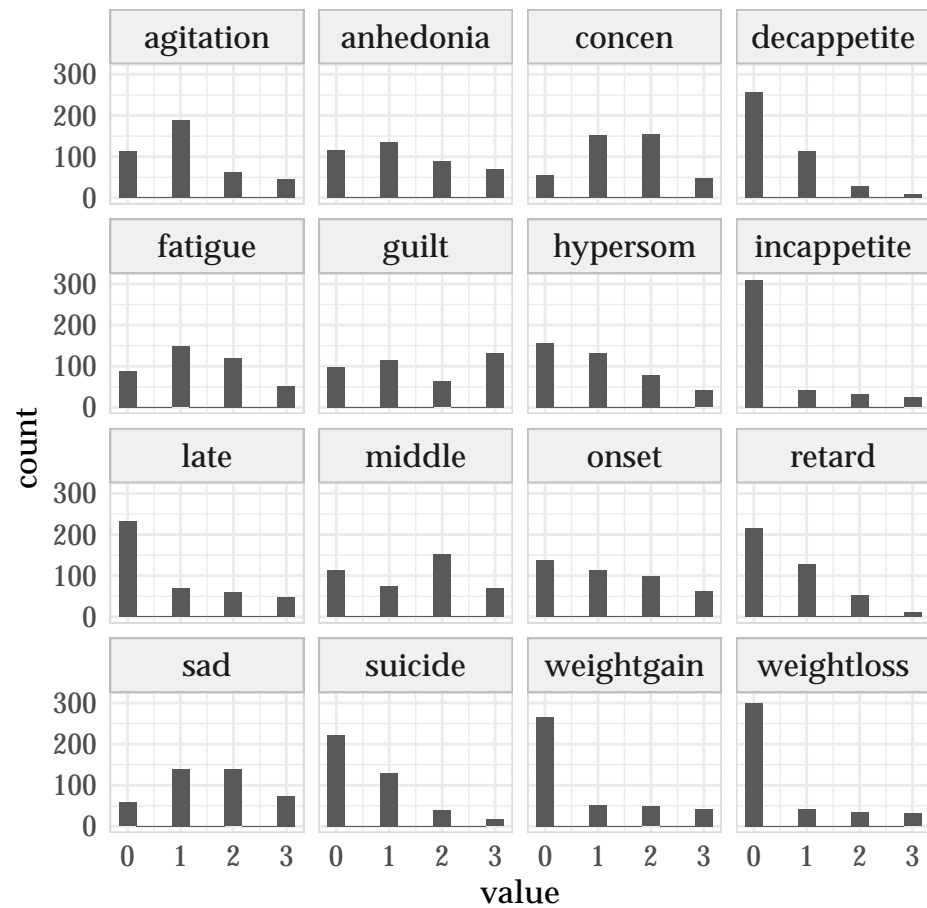 agitation anhedonia concen decappetite
300
200
100
0
fatigue guilt hypersom incappetite
300
200
100
0
late middle onset retard
300
200
100
0
sad suicide weightgain weightloss
300
200
100
0
0 1 2 3 0 1 2 3 0 1 2 3 0 1 2 3
value
count